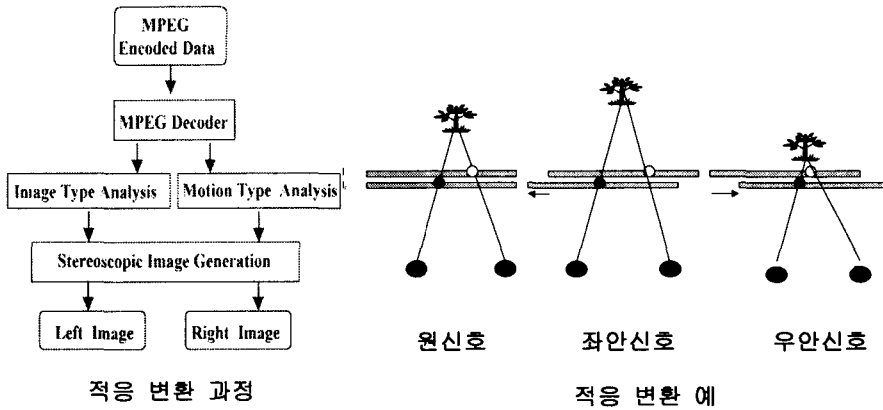 MPEG
Encoded Data
MPEG Decoder
Image Type Analysis
Motion Type Analysis
Stereoscopic Image Generation
Left Image
Right Image
적응 변환 과정
원신호
좌안신호
우안신호
적응 변환 예